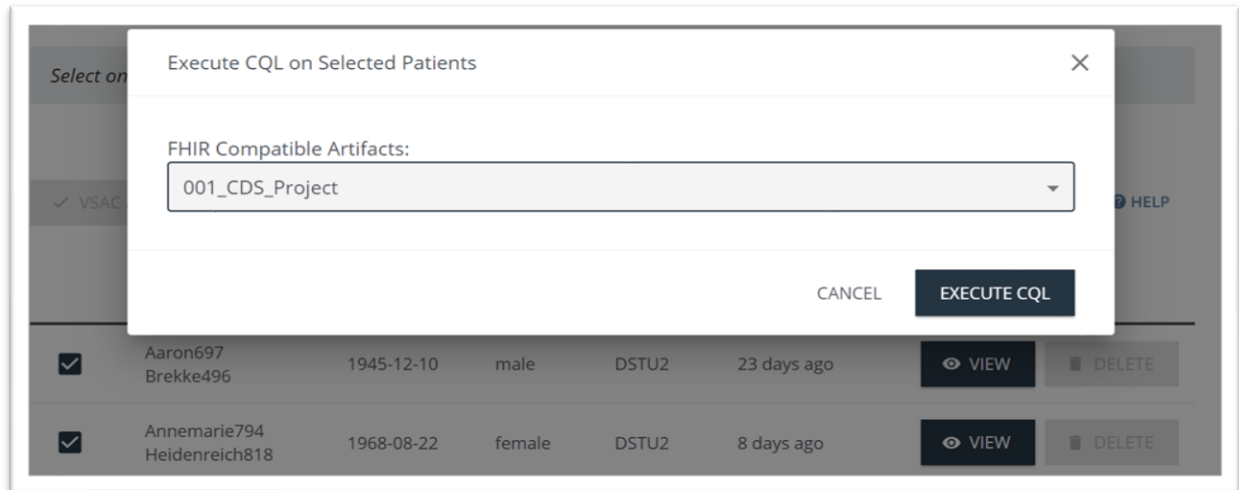 Execute CQL on Selected Patients
Select on
FHIR Compatible Artifacts:
001_CDS_Project
VSAC
HELP
CANCEL EXECUTE CQL
Aaron697
Brekke496 1945-12-10 male DSTU2 23 days ago VIEW DELETE
Annemarie794
Heidenreich818 1968-08-22 female DSTU2 8 days ago VIEW DELETE